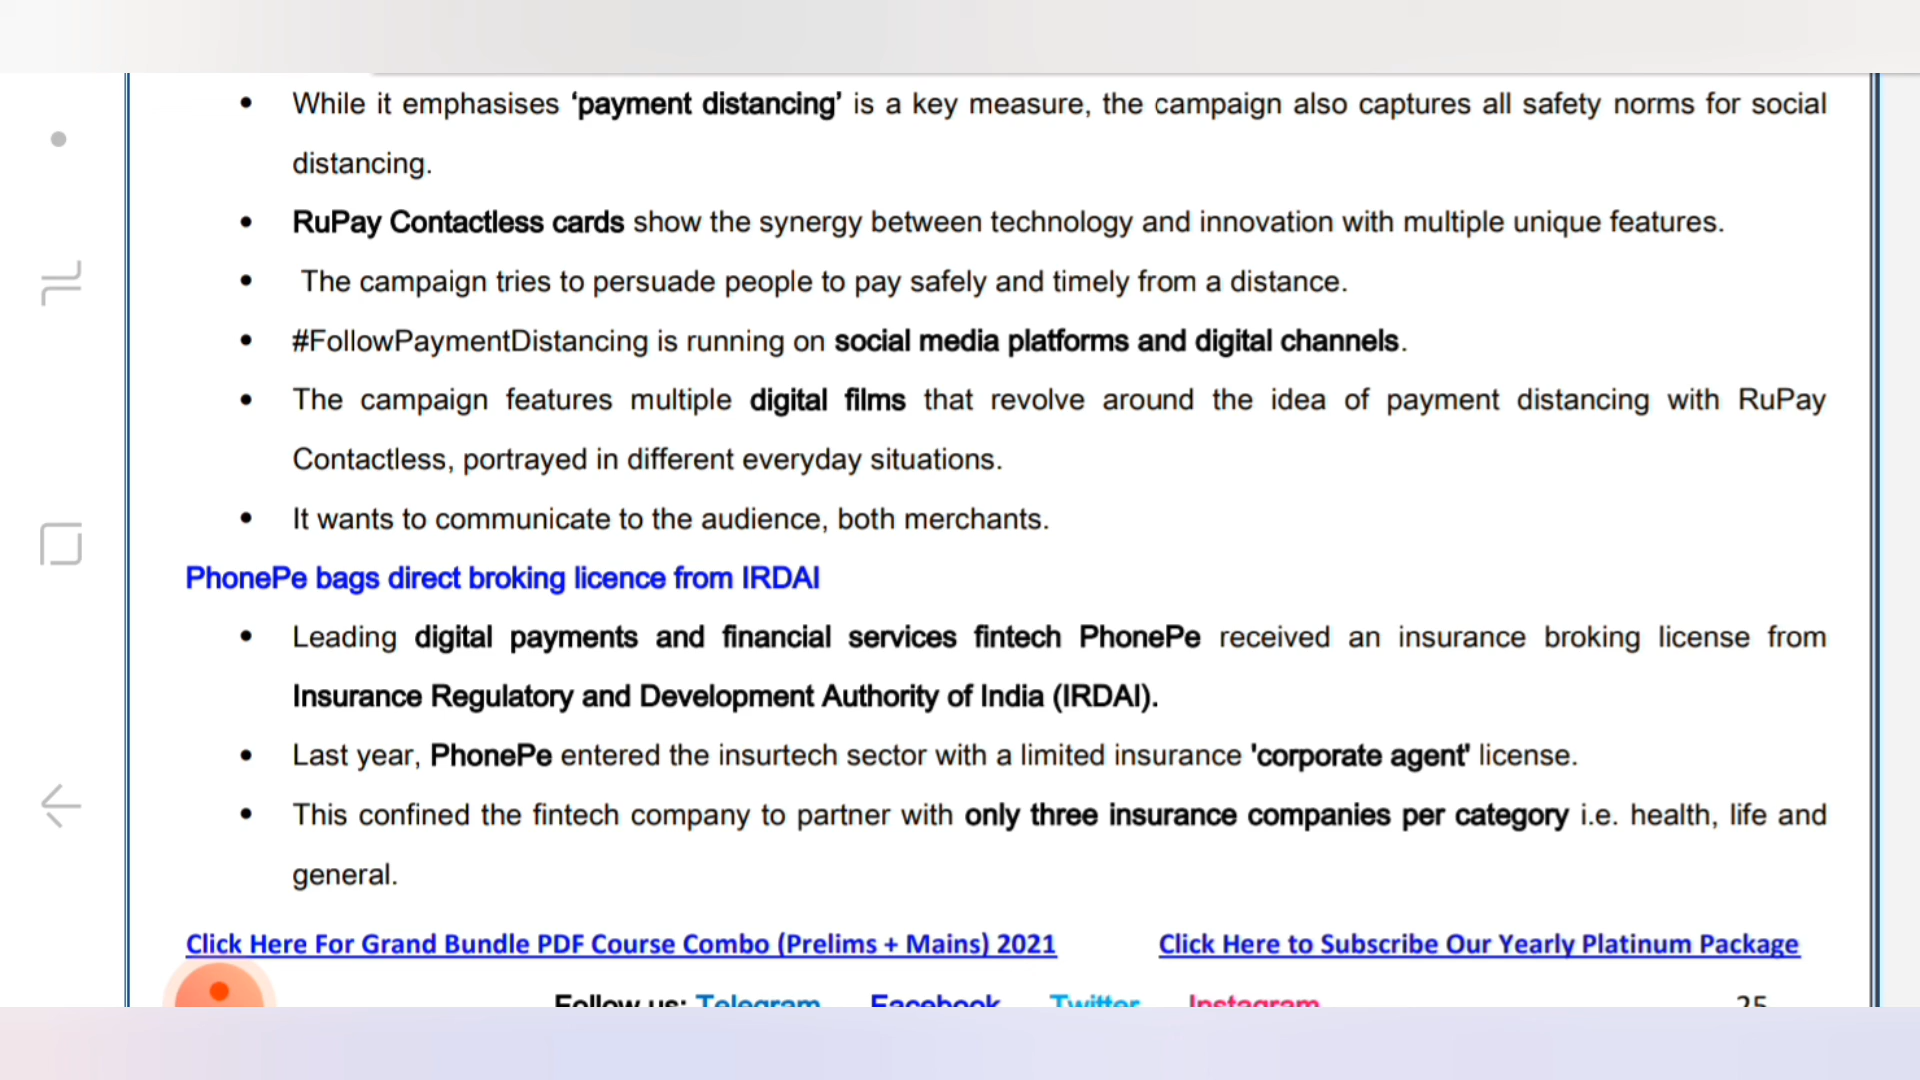 • While it emphasises ‘payment distancing’ is a key measure, the campaign also captures all safety norms for social
distancing.
• RuPay Contactless cards show the synergy between technology and innovation with multiple unique features.
• The campaign tries to persuade people to pay safely and timely from a distance.
• #FollowPaymentDistancing is running on social media platforms and digital channels.
• The campaign features multiple digital films that revolve around the idea of payment distancing with RuPay
Contactless, portrayed in different everyday situations.
• It wants to communicate to the audience, both merchants.
PhonePe bags direct broking licence from IRDAI
• Leading digital payments and financial services fintech PhonePe received an insurance broking license from
Insurance Regulatory and Development Authority of India (IRDAI).
• Last year, PhonePe entered the insurtech sector with a limited insurance 'corporate agent' license.
• This confined the fintech company to partner with only three insurance companies per category i.e. health, life and
general.
Click Here For Grand Bundle PDF Course Combo (Prelims + Mains) 2021 Click Here to Subscribe Our Yearly Platinum Package
Follow us: Telegram Facebook Twitter Instagram 25